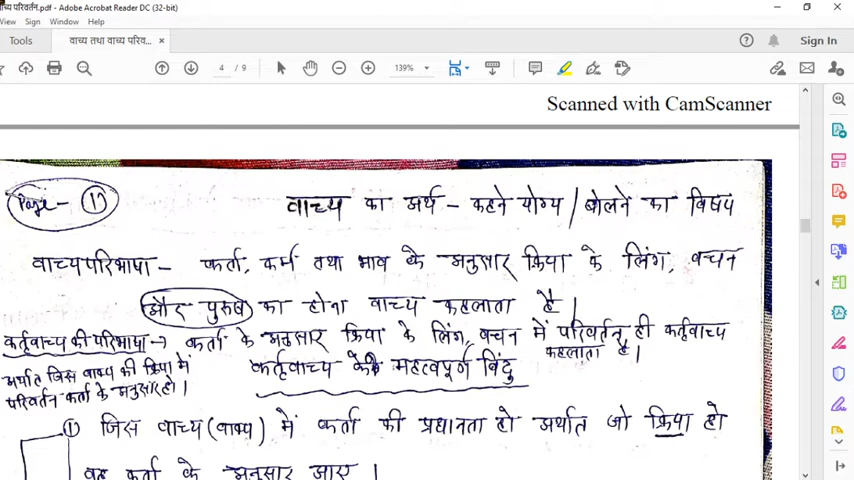 वाच्य परिवर्तन.pdf - Adobe Acrobat Reader DC (32-bit)
View Sign Window Help
Tools वाच्य तथा वाच्य परिव... × Sign In
4 / 9 139%
Scanned with CamScanner
Page - 17 वाच्य का अर्थ - कहने योग्य / बोलने का विषय
वाच्यपरिभाषा - कर्ता, कर्म तथा भाव के अनुसार क्रिया के लिंग, वचन
और पुरुष का होना वाच्य कहलाता है।
कर्तृवाच्य की परिभाषा → कर्ता के अनुसार क्रिया के लिंग, वचन में परिवर्तन ही कर्तृवाच्य
कहलाता है।
अर्थात जिस वाक्य की क्रिया में
परिवर्तन कर्ता के अनुसार हो।
कर्तृवाच्य के महत्वपूर्ण बिंदु
① जिस वाच्य (वाक्य) में कर्ता की प्रधानता हो अर्थात जो क्रिया हो
वह कर्ता के अनुसार आए।